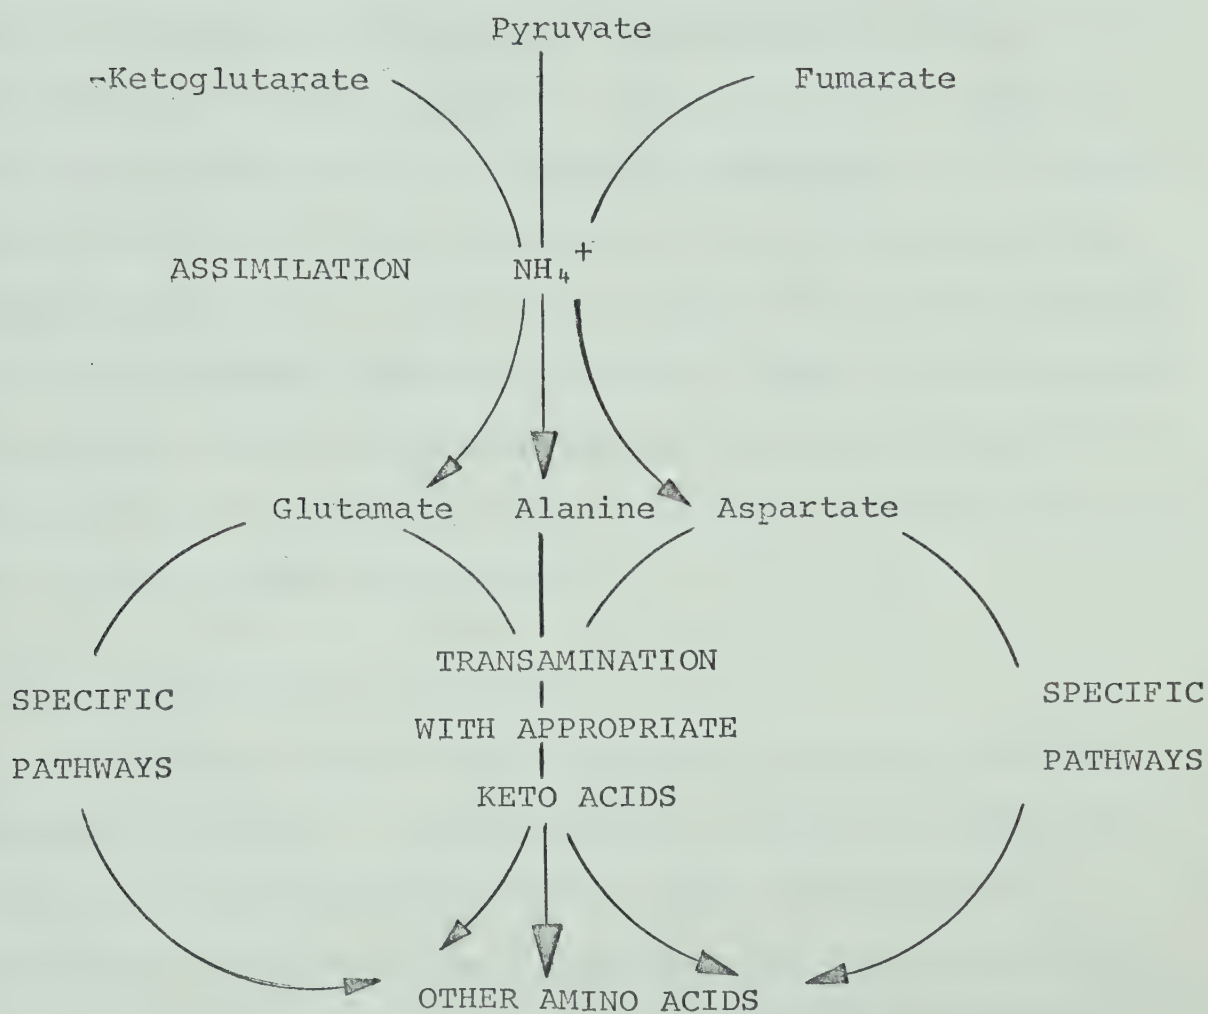 Pyruvate
-Ketoglutarate Fumarate
ASSIMILATION NH₄⁺
Glutamate Alanine Aspartate
TRANSAMINATION
SPECIFIC WITH APPROPRIATE SPECIFIC
PATHWAYS KETO ACIDS PATHWAYS
OTHER AMINO ACIDS